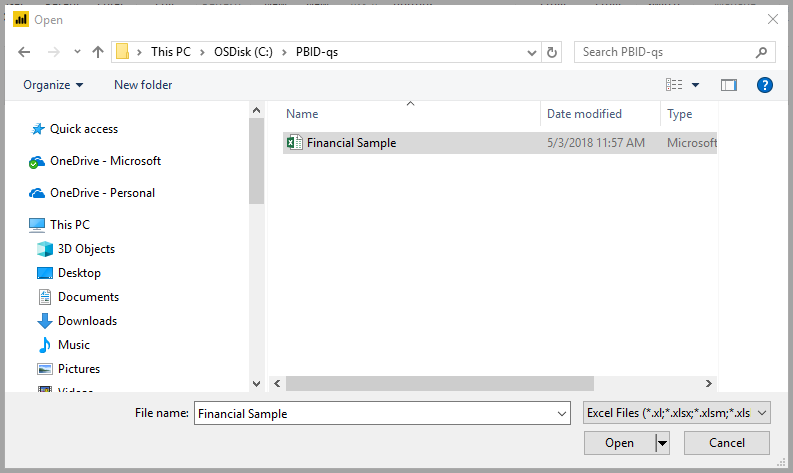 Open
This PC > OSDisk (C:) > PBID-qs
Search PBID-qs
Organize
New folder
?
Name
Date modified
Type
Quick access
OneDrive - Microsoft
OneDrive - Personal
This PC
3D Objects
Desktop
Documents
Downloads
Music
Pictures
Videos
Financial Sample
5/3/2018 11:57 AM
Microsoft
File name:
Financial Sample
Excel Files (*.xl;*.xlsx;*.xlsm;*.xls
Open
Cancel